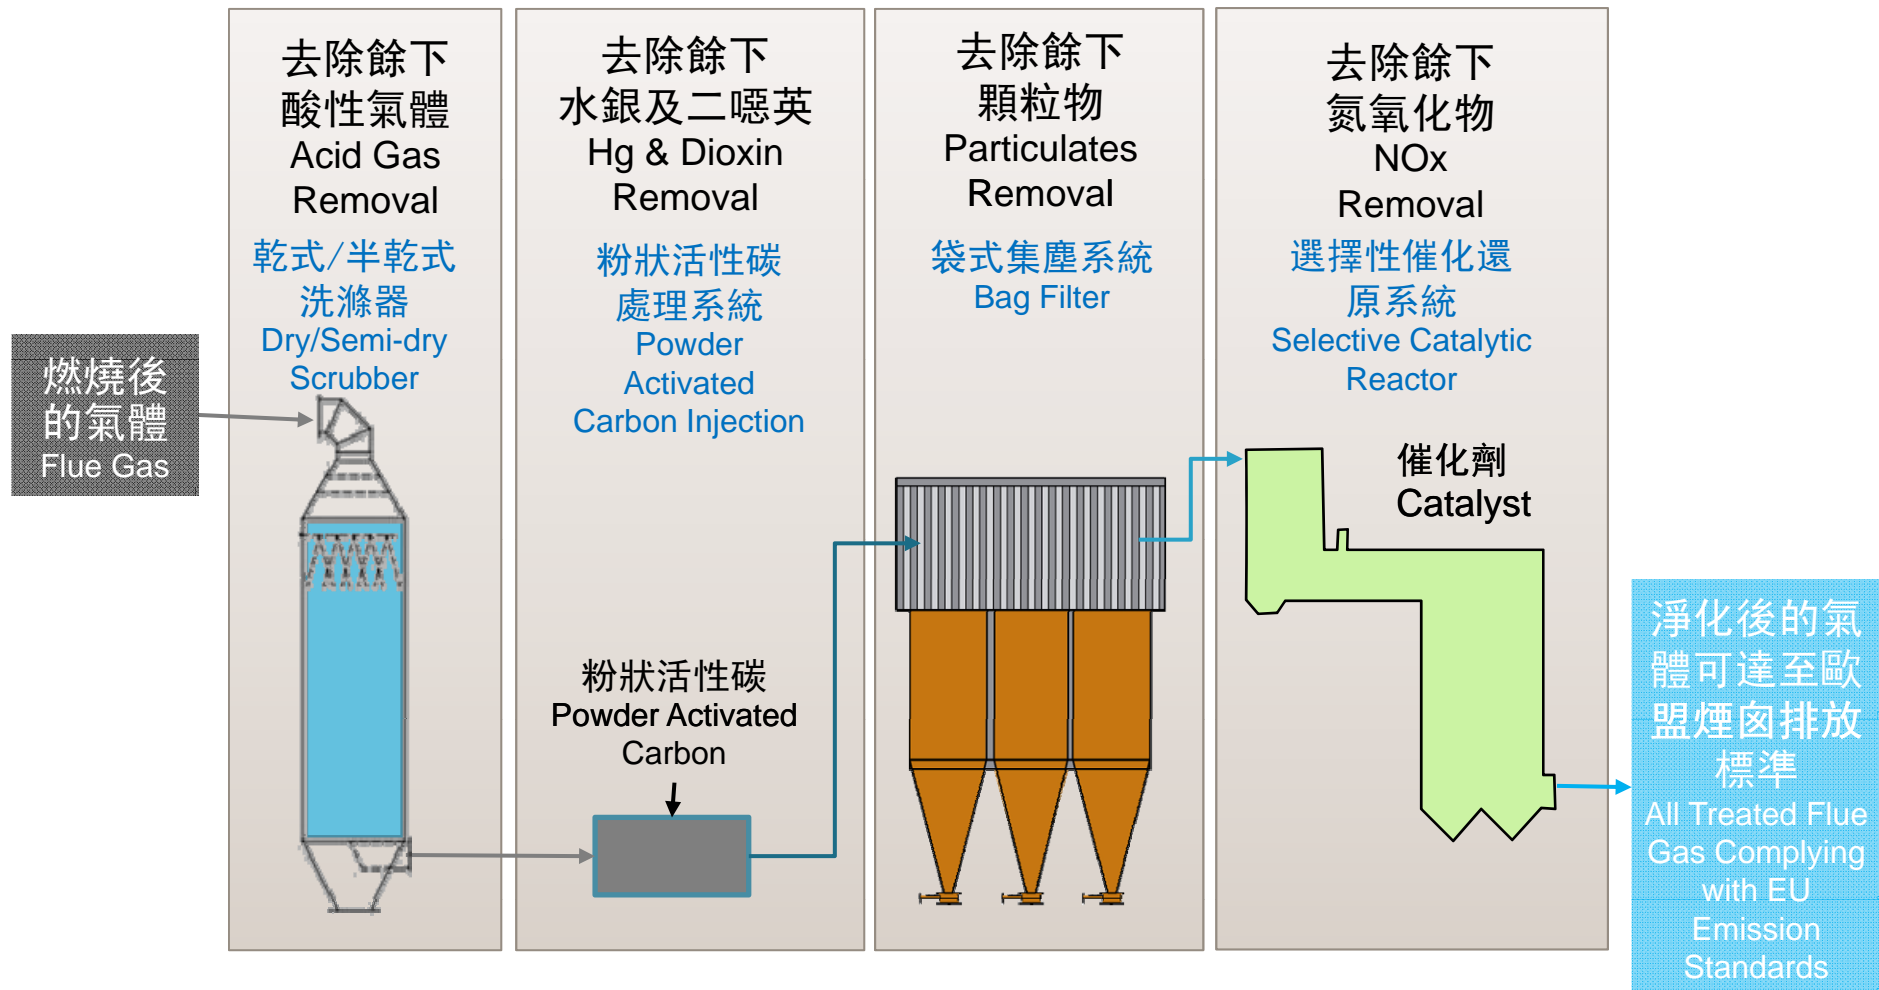 燃燒後
的氣體
Flue Gas
去除餘下
酸性氣體
Acid Gas
Removal
乾式/半乾式
洗滌器
Dry/Semi-dry
Scrubber
去除餘下
水銀及二噁英
Hg & Dioxin
Removal
粉狀活性碳
處理系統
Powder
Activated
Carbon Injection
粉狀活性碳
Powder Activated
Carbon
去除餘下
顆粒物
Particulates
Removal
袋式集塵系統
Bag Filter
去除餘下
氮氧化物
NOx
Removal
選擇性催化還
原系統
Selective Catalytic
Reactor
催化劑
Catalyst
淨化後的氣
體可達至歐
盟煙囪排放
標準
All Treated Flue
Gas Complying
with EU
Emission
Standards